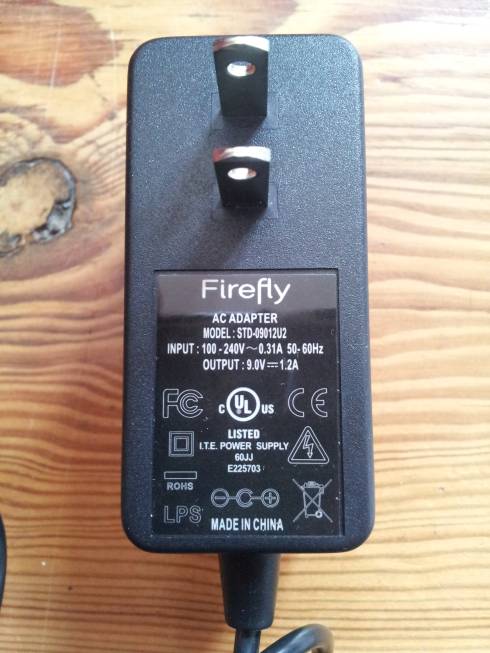 Firefly
AC ADAPTER
MODEL : STD-09012U2
INPUT : 100 - 240V ~ 0.31A 50- 60Hz
OUTPUT : 9.0V ⎓ 1.2A
FC c UL US CE
LISTED
I.T.E. POWER SUPPLY
60JJ
E225703
ROHS
LPS
MADE IN CHINA